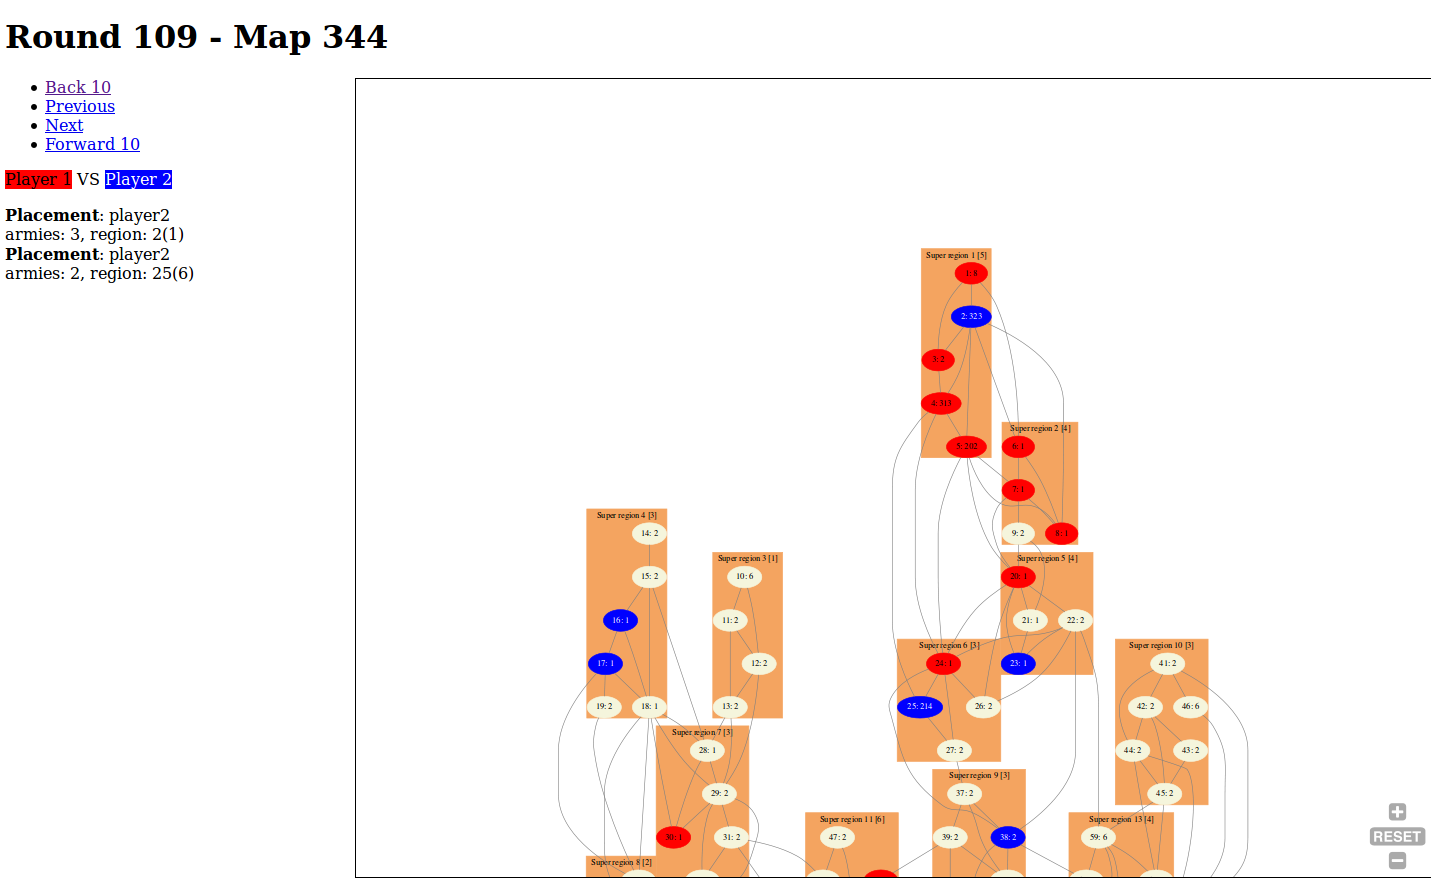 Round 109 - Map 344
Back 10
Previous
Next
Forward 10
Player 1 VS Player 2
Placement: player2
armies: 3, region: 2(1)
Placement: player2
armies: 2, region: 25(6)
Super region 1 [5]
1: 8
2: 323
3: 2
4: 313
5: 202
Super region 2 [4]
6: 1
7: 1
9: 2
8: 1
Super region 4 [3]
14: 2
15: 2
16: 1
17: 1
19: 2
18: 1
Super region 3 [1]
10: 6
11: 2
12: 2
13: 2
Super region 5 [4]
20: 1
21: 1
22: 2
23: 1
Super region 6 [3]
24: 1
25: 214
26: 2
27: 2
Super region 10 [3]
41: 2
42: 2
46: 6
44: 2
43: 2
45: 2
Super region 7 [3]
28: 1
29: 2
30: 1
31: 2
Super region 9 [3]
37: 2
39: 2
38: 2
Super region 11 [6]
47: 2
Super region 13 [4]
59: 6
Super region 8 [2]
RESET